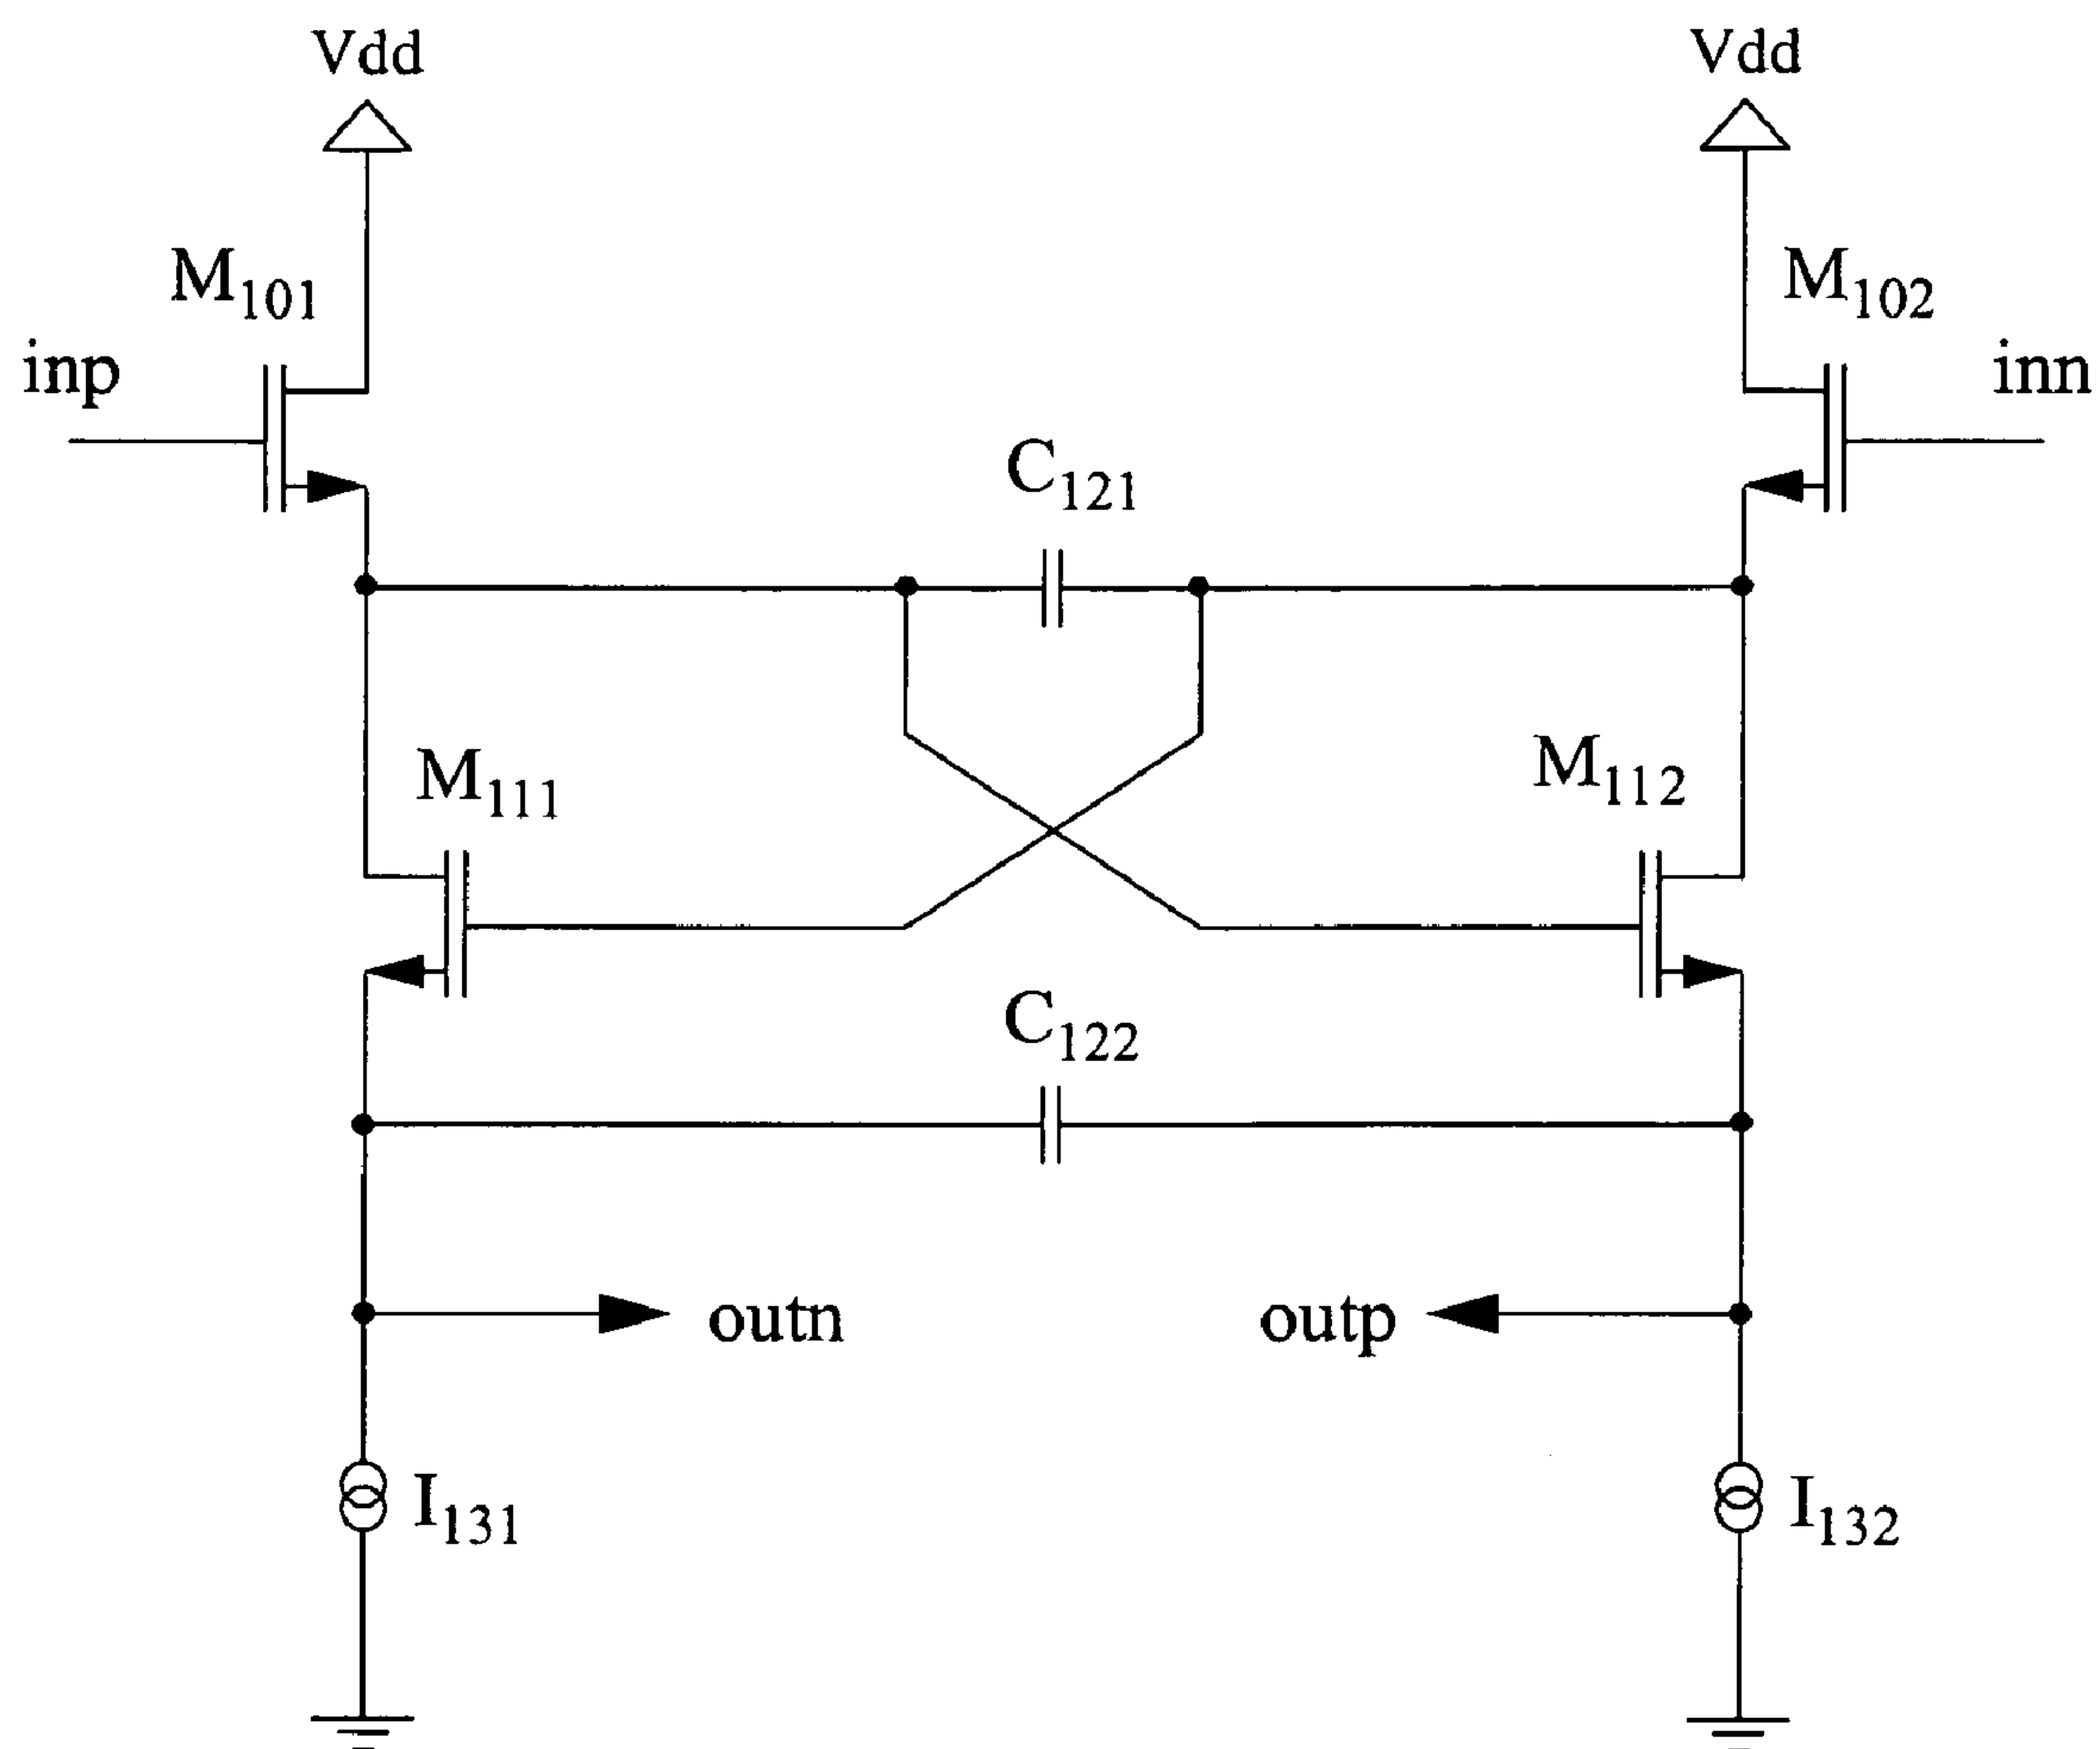 Vdd
Vdd
M101
M102
inp
inn
C121
M111
M112
C122
outn
outp
I131
I132